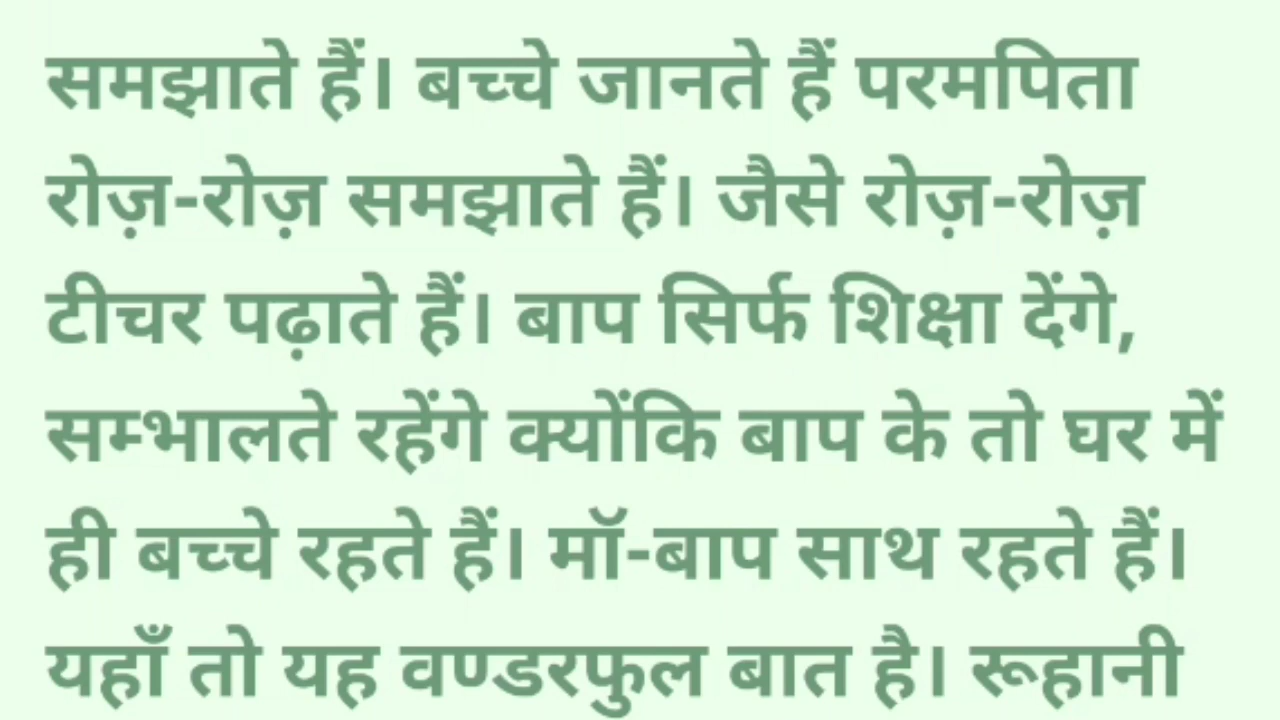 समझाते हैं। बच्चे जानते हैं परमपिता
रोज़-रोज़ समझाते हैं। जैसे रोज़-रोज़
टीचर पढ़ाते हैं। बाप सिर्फ शिक्षा देंगे,
सम्भालते रहेंगे क्योंकि बाप के तो घर में
ही बच्चे रहते हैं। मॉ-बाप साथ रहते हैं।
यहाँ तो यह वण्डरफुल बात है। रूहानी